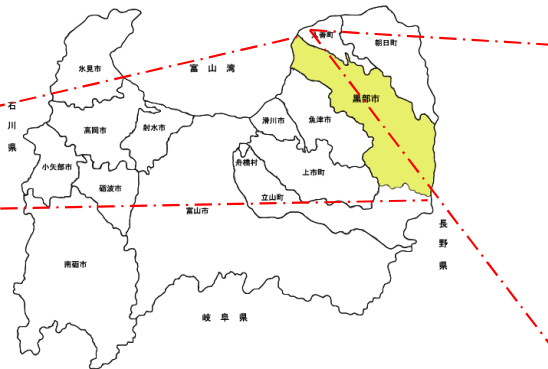 入善町
朝日町
氷見市
富山湾
黒部市
石川県
高岡市
射水市
滑川市
魚津市
小矢部市
舟橋村
上市町
砺波市
立山町
富山市
長野県
南砺市
岐阜県